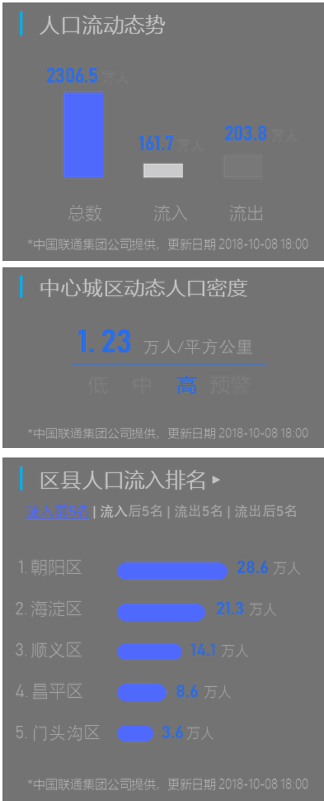 人口流动态势
2306.5 万人
161.7 万人
203.8 万人
总数 流入 流出
*中国联通集团公司提供，更新日期 2018-10-08 18:00
中心城区动态人口密度
1.23 万人/平方公里
低 中 高 预警
*中国联通集团公司提供，更新日期 2018-10-08 18:00
区县人口流入排名▸
流入前5名 | 流入后5名 | 流出5名 | 流出后5名
1. 朝阳区 28.6 万人
2. 海淀区 21.3 万人
3. 顺义区 14.1 万人
4. 昌平区 8.6 万人
5. 门头沟区 3.6 万人
*中国联通集团公司提供，更新日期 2018-10-08 18:00